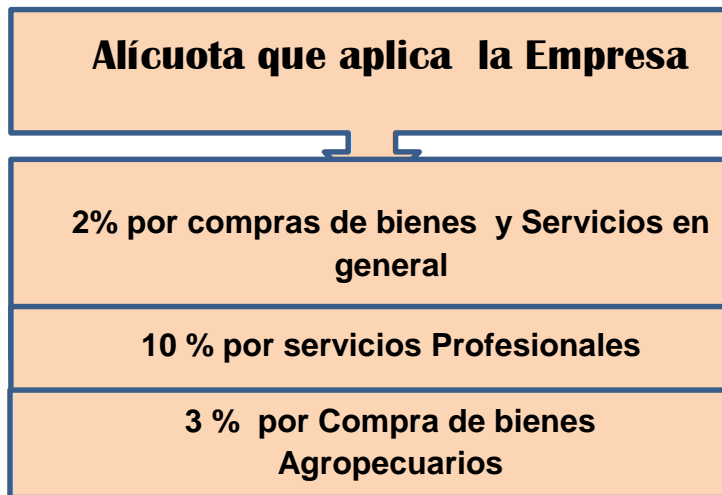 Alícuota que aplica la Empresa
2% por compras de bienes y Servicios en
general
10 % por servicios Profesionales
3 % por Compra de bienes
Agropecuarios